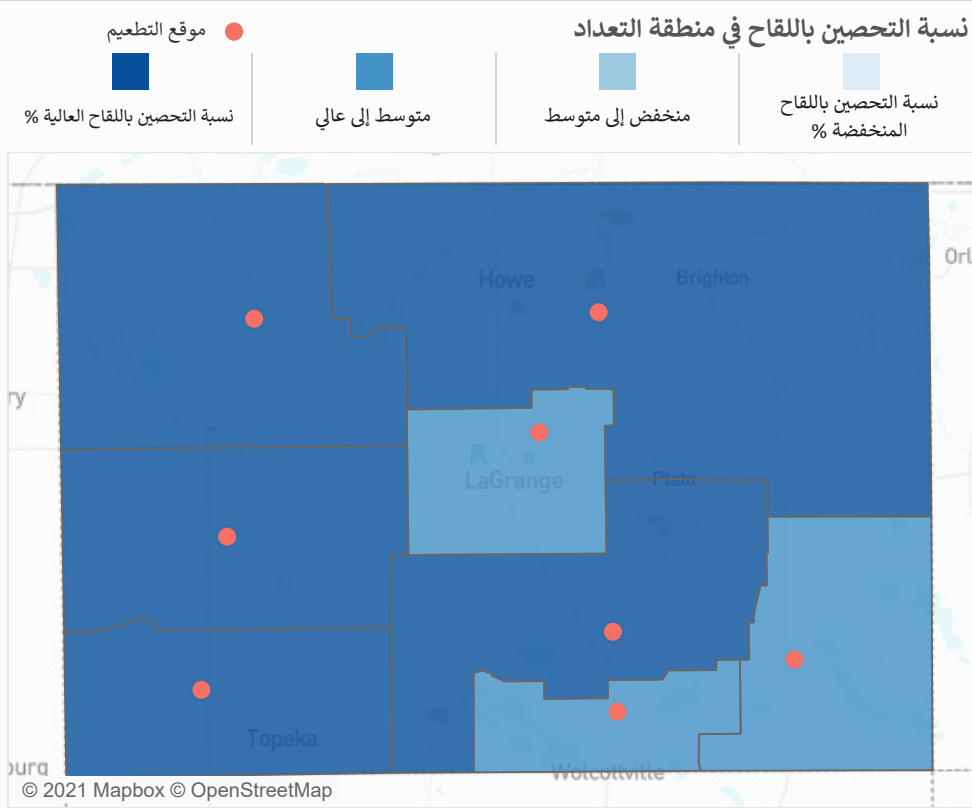 نسبة التحصين باللقاح في منطقة التعداد
موقع التطعيم
نسبة التحصين باللقاح
المنخفضة %
منخفض إلى متوسط
متوسط إلى عالي
نسبة التحصين باللقاح العالية %
Howe
Brighton
Orl
ry
LaGrange
Plato
Topeka
Wolcottville
burg
© 2021 Mapbox © OpenStreetMap